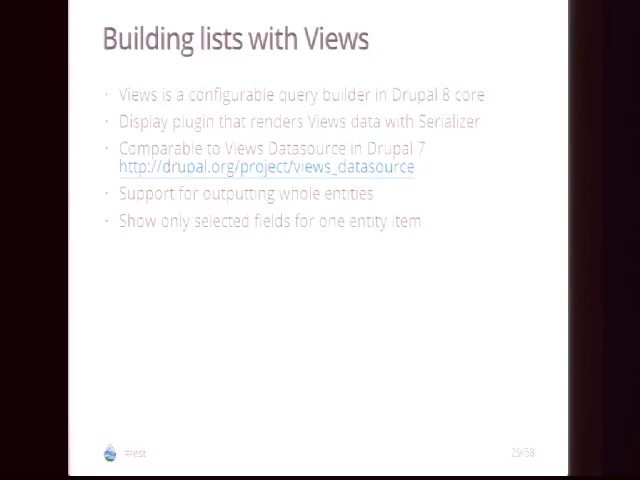 Building lists with Views
· Views is a configurable query builder in Drupal 8 core
· Display plugin that renders Views data with Serializer
· Comparable to Views Datasource in Drupal 7
http://drupal.org/project/views_datasource
· Support for outputting whole entities
· Show only selected fields for one entity item
#rest
29/58